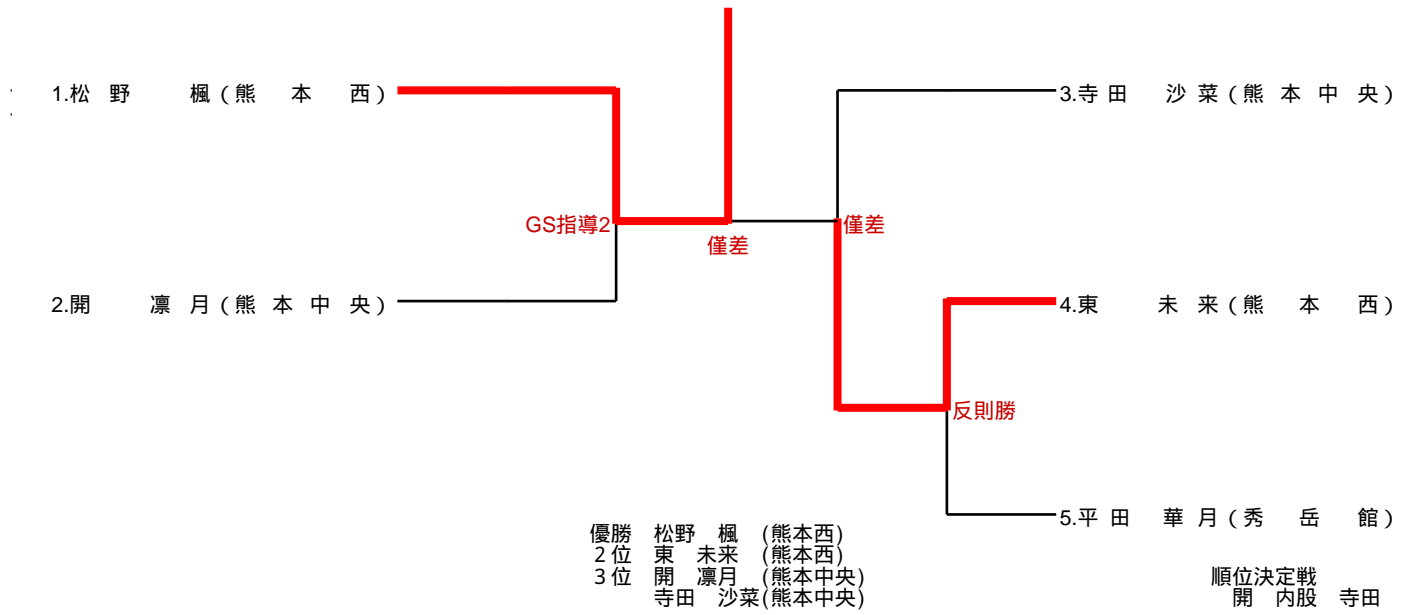 1.松野 楓(熊本西)
3.寺田 沙菜(熊本中央)
GS指導2
僅差
僅差
2.開 凛月(熊本中央)
4.東 未来(熊本西)
反則勝
5.平田 華月(秀岳館)
優勝 松野 楓 (熊本西)
2位 東 未来 (熊本西)
3位 開 凛月 (熊本中央)
寺田 沙菜(熊本中央)
順位決定戦
開 内股 寺田